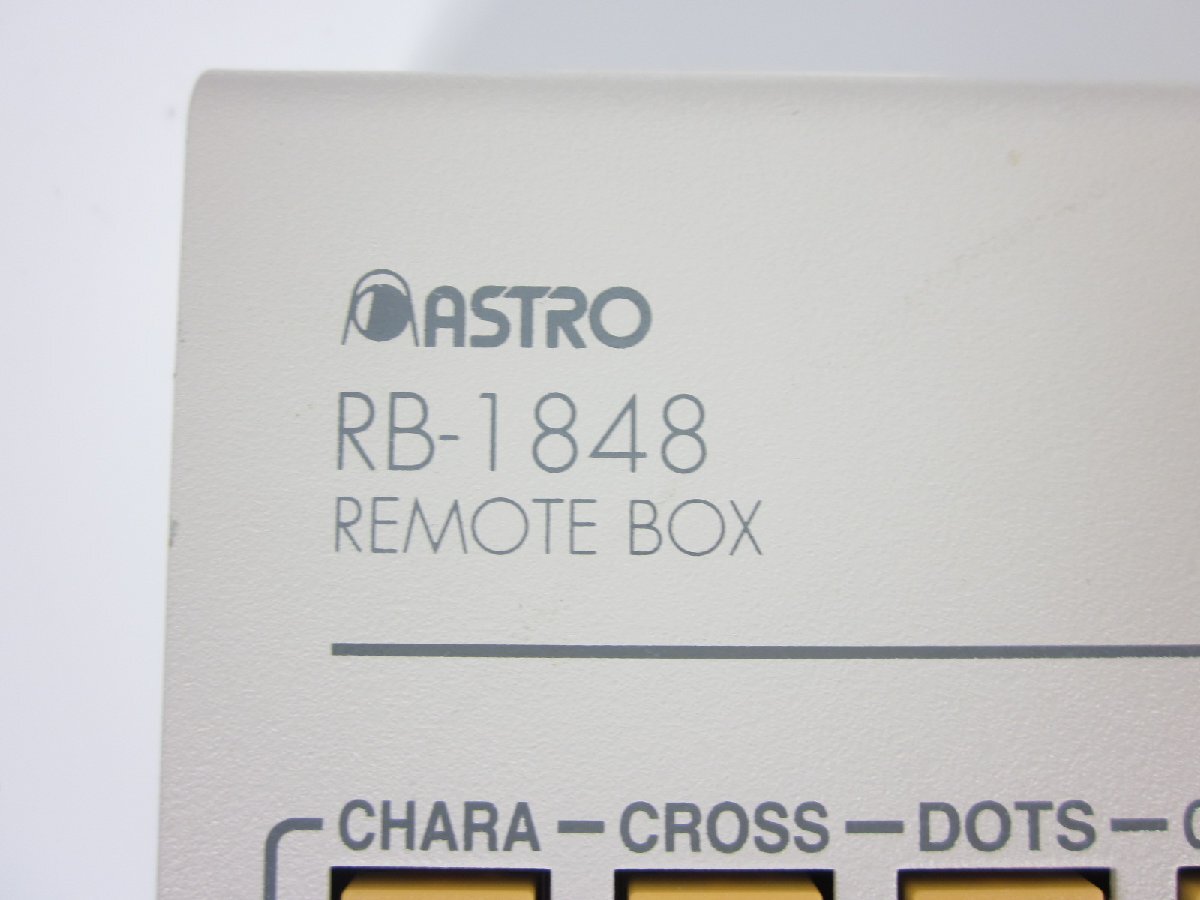 ASTRO
RB-1848
REMOTE BOX
CHARA – CROSS – DOTS –